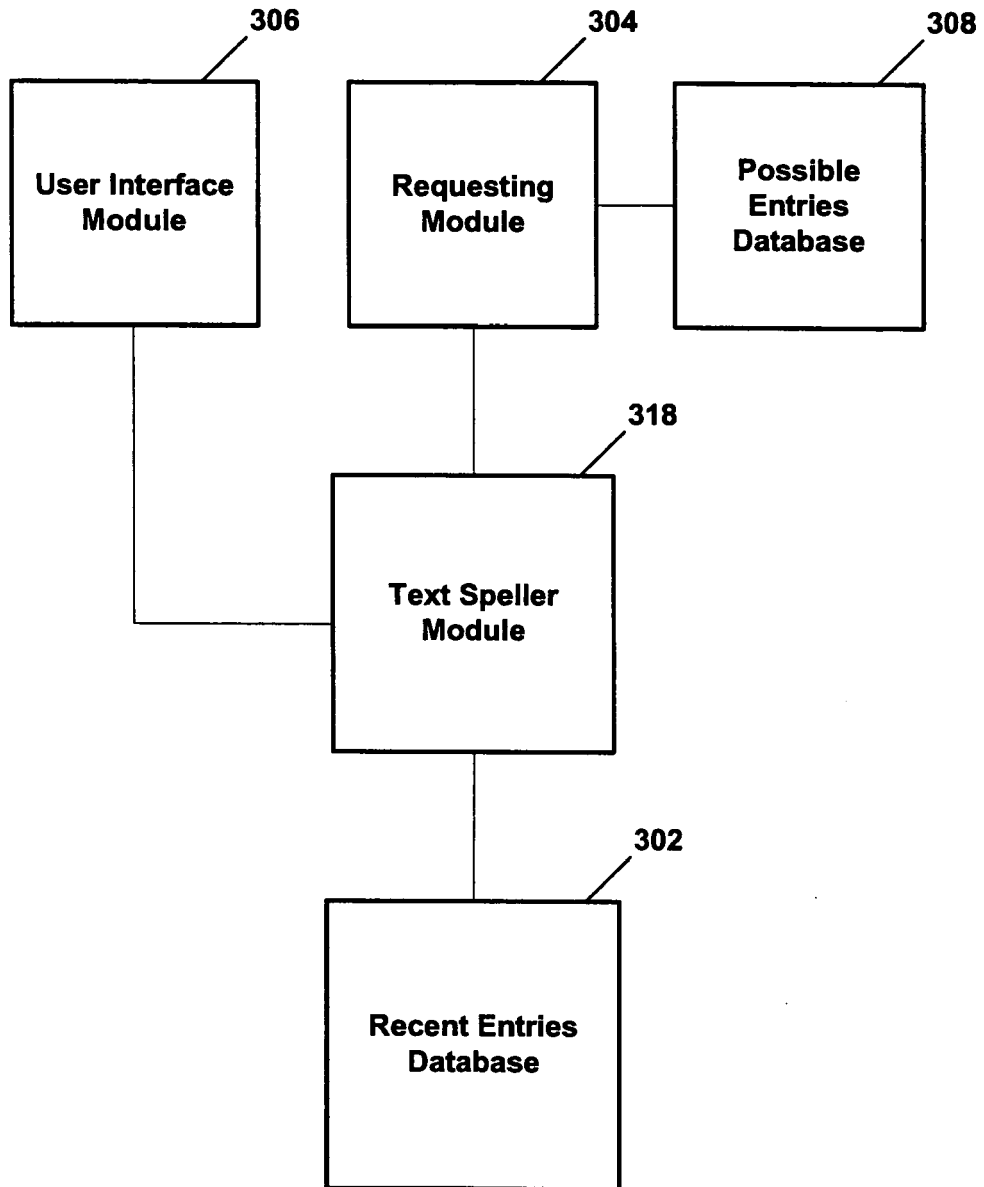 306
304
308
User Interface
Module
Requesting
Module
Possible
Entries
Database
318
Text Speller
Module
302
Recent Entries
Database